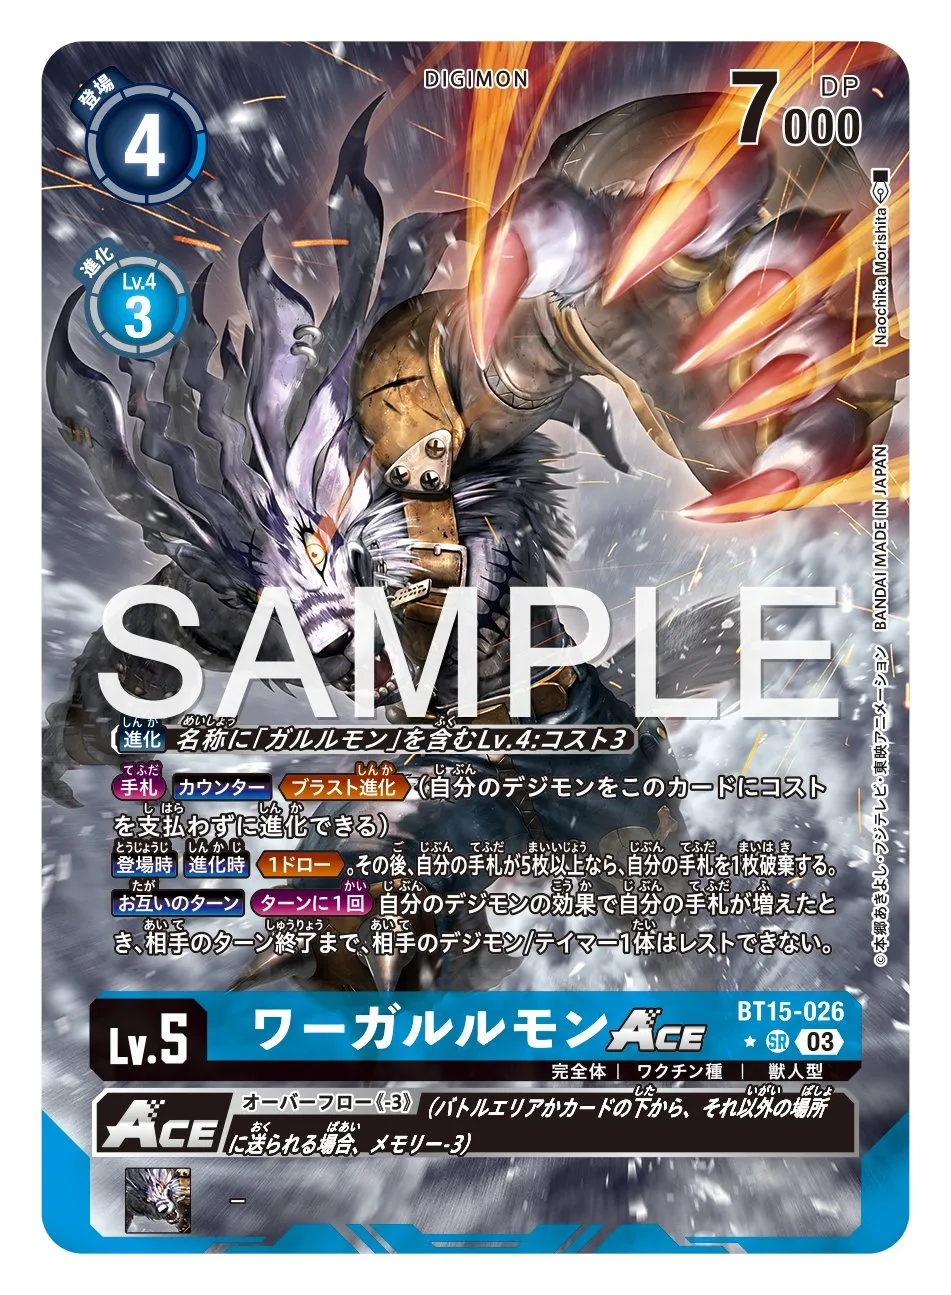 登場
4
DIGIMON
7000
DP
進化
Lv.4
3
Naochika Morishita
BANDAI MADE IN JAPAN
©本郷あきよし・フジテレビ・東映アニメーション
SAMPLE
進化 名称に「ガルルモン」を含むLv.4:コスト3
手札 カウンター ブラスト進化 (自分のデジモンをこのカードにコスト
を支払わずに進化できる)
登場時 進化時 1ドロー 。その後、自分の手札が5枚以上なら、自分の手札を1枚破棄する。
お互いのターン ターンに1回 自分のデジモンの効果で自分の手札が増えたと
き、相手のターン終了まで、相手のデジモン/テイマー1体はレストできない。
Lv.5
ワーガルルモンACE
BT15-026
SR 03
完全体 | ワクチン種 | 獣人型
ACE オーバーフロー《-3》 (バトルエリアかカードの下から、それ以外の場所
に送られる場合、メモリー-3)
–